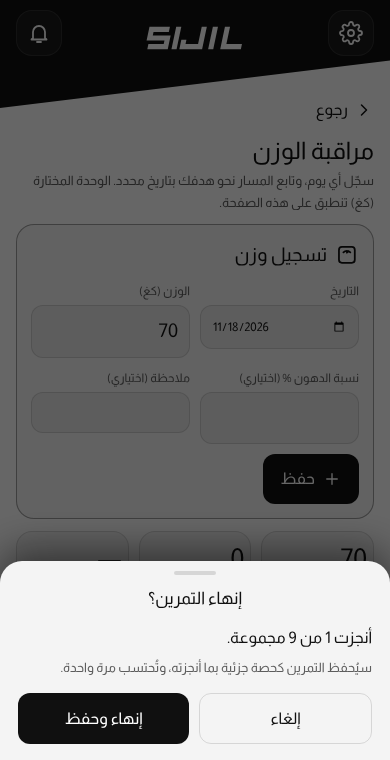 SIJIL
رجوع
مراقبة الوزن
سجّل أي يوم، وتابع المسار نحو هدفك بتاريخ محدد. الوحدة المختارة
(كغ) تنطبق على هذه الصفحة.
تسجيل وزن
التاريخ
الوزن (كغ)
11/18/2026
70
نسبة الدهون % (اختياري)
ملاحظة (اختياري)
+ حفظ
70
0
—
إنهاء التمرين؟
أنجزت 1 من 9 مجموعة.
سيُحفظ التمرين كحصة جزئية بما أنجزته، وتُحتسب مرة واحدة.
إلغاء
إنهاء وحفظ